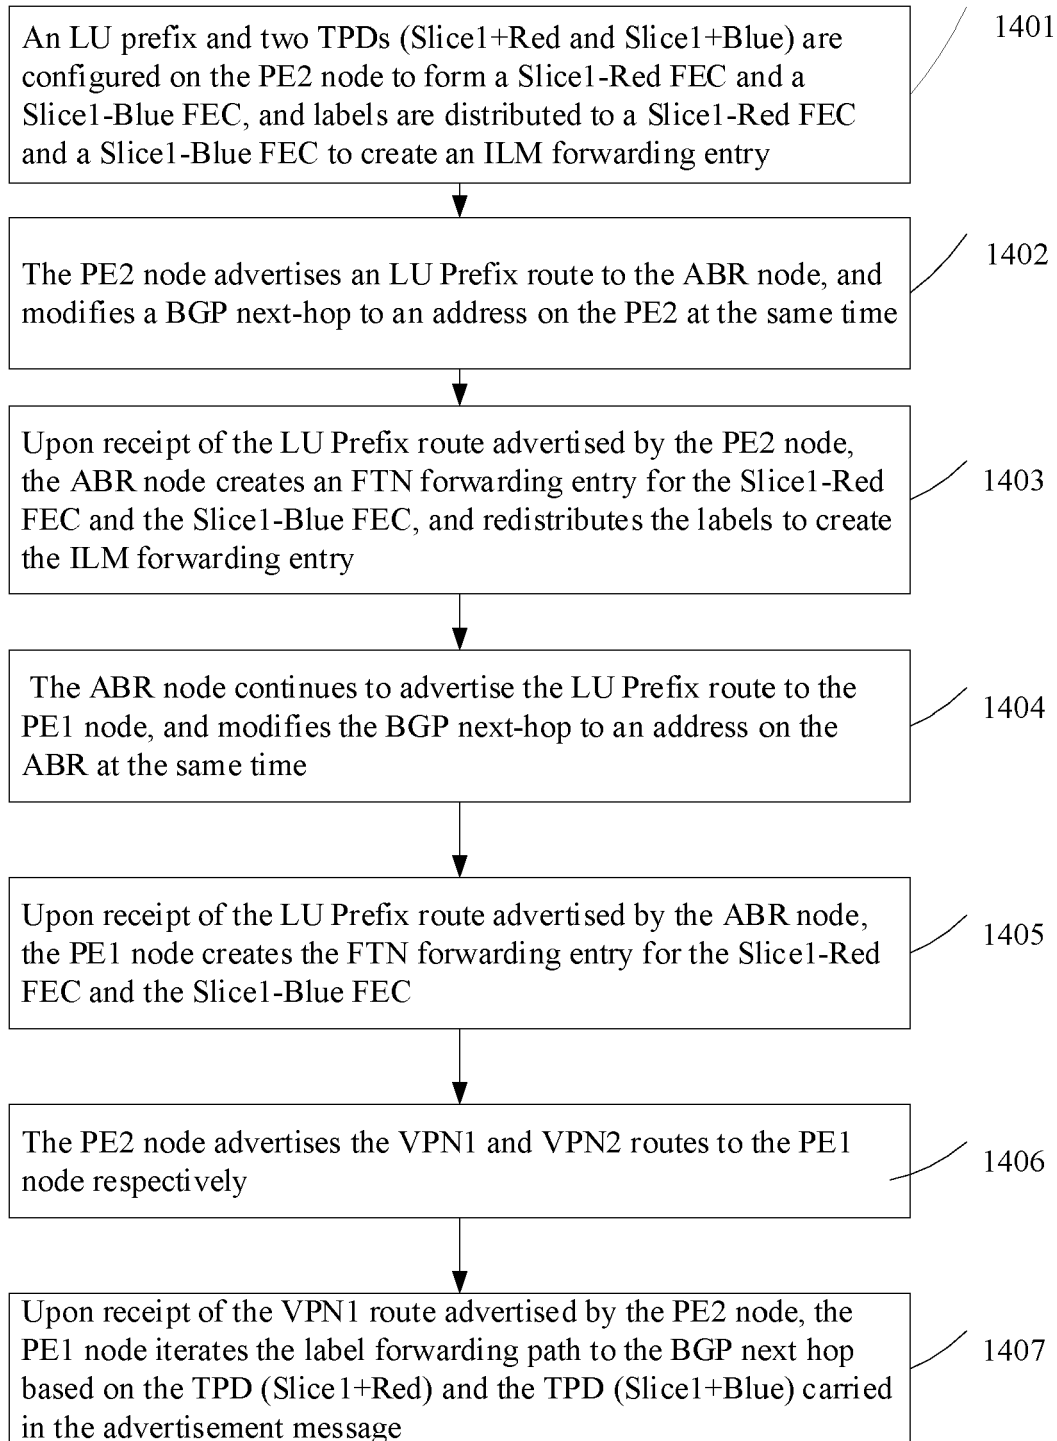 An LU prefix and two TPDs (Slice1+Red and Slice1+Blue) are
configured on the PE2 node to form a Slice1-Red FEC and a
Slice1-Blue FEC, and labels are distributed to a Slice1-Red FEC
and a Slice1-Blue FEC to create an ILM forwarding entry
1401
The PE2 node advertises an LU Prefix route to the ABR node, and
modifies a BGP next-hop to an address on the PE2 at the same time
1402
Upon receipt of the LU Prefix route advertised by the PE2 node,
the ABR node creates an FTN forwarding entry for the Slice1-Red
FEC and the Slice1-Blue FEC, and redistributes the labels to create
the ILM forwarding entry
1403
The ABR node continues to advertise the LU Prefix route to the
PE1 node, and modifies the BGP next-hop to an address on the
ABR at the same time
1404
Upon receipt of the LU Prefix route advertised by the ABR node,
the PE1 node creates the FTN forwarding entry for the Slice1-Red
FEC and the Slice1-Blue FEC
1405
The PE2 node advertises the VPN1 and VPN2 routes to the PE1
node respectively
1406
Upon receipt of the VPN1 route advertised by the PE2 node, the
PE1 node iterates the label forwarding path to the BGP next hop
based on the TPD (Slice1+Red) and the TPD (Slice1+Blue) carried
in the advertisement message
1407